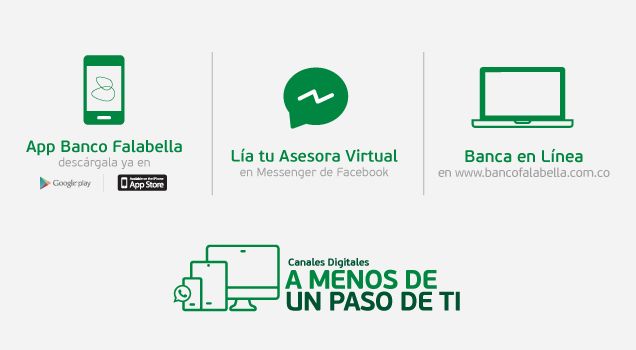 App Banco Falabella
descárgala ya en
Google play
Available on the iPhone
App Store
Lía tu Asesora Virtual
en Messenger de Facebook
Banca en Línea
en www.bancofalabella.com.co
Canales Digitales
A MENOS DE
UN PASO DE TI